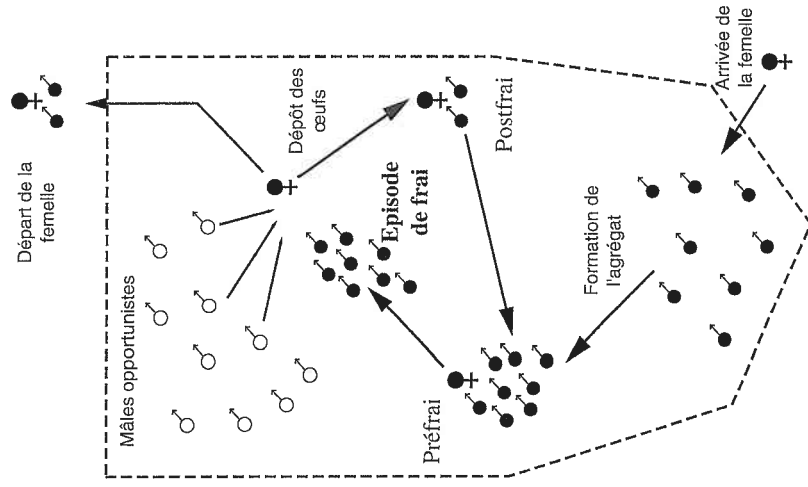 Départ de la
femelle
Mâles opportunistes
Dépôt des
œufs
Episode
de frai
Préfrai
Postfrai
Formation de
l'agrégat
Arrivée de
la femelle